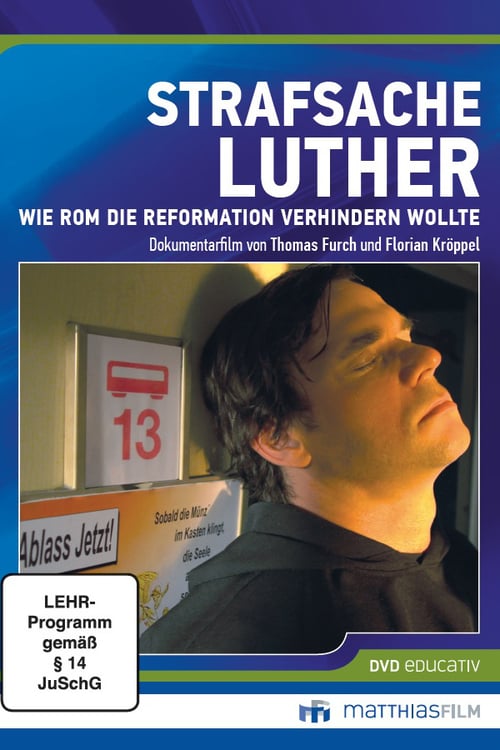 STRAFSACHE
LUTHER
WIE ROM DIE REFORMATION VERHINDERN WOLLTE
Dokumentarfilm von Thomas Furch und Florian Kröppel
13
Ablass Jetzt!
Sobald die Münz
im Kasten klingt,
die Seele
LEHR-
Programm
gemäß
§ 14
JuSchG
DVD educativ
matthiasFILM